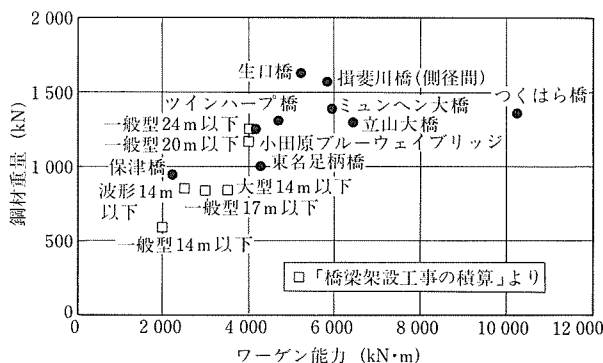 2 000
1 500
1 000
500
0
鋼材重量 (kN)
生口橋
揖斐川橋(側径間)
ツインハープ橋
ミュンヘン大橋
つくはら橋
一般型24m以下
立山大橋
一般型20m以下
小田原ブルーウェイブリッジ
保津橋
東名足柄橋
波形14m
以下
大型14m以下
一般型17m以下
一般型14m以下
□「橋梁架設工事の積算」より
0
2 000
4 000
6 000
8 000
10 000
12 000
ワーゲン能力 (kN・m)